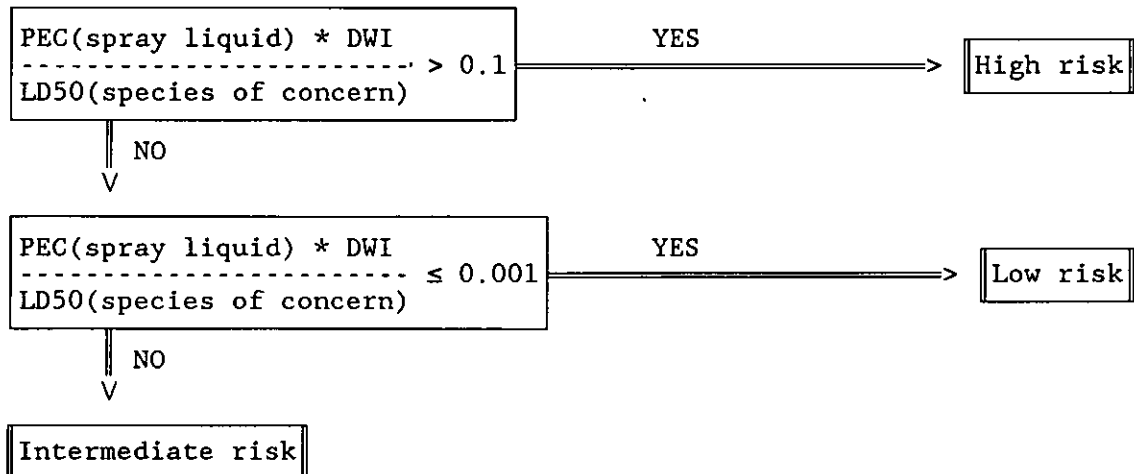 PEC(spray liquid) * DWI
------------------------ > 0.1
LD50(species of concern)
YES
High risk
NO
PEC(spray liquid) * DWI
------------------------ ≤ 0.001
LD50(species of concern)
YES
Low risk
NO
Intermediate risk